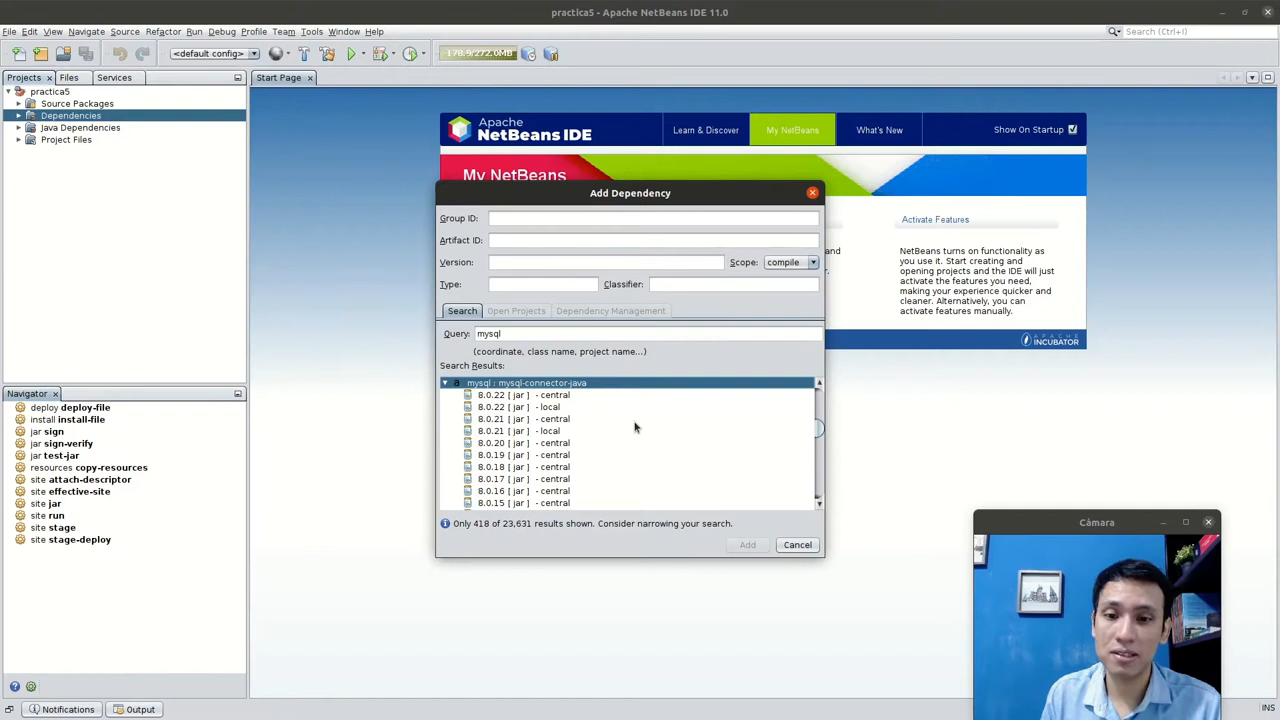 practica5 - Apache NetBeans IDE 11.0
File Edit View Navigate Source Refactor Run Debug Profile Team Tools Window Help
Search (Ctrl+I)
<default config>
178.9/272.0MB
Projects
Files
Services
Start Page
practica5
Source Packages
Dependencies
Java Dependencies
Project Files
Apache
NetBeans IDE
Learn & Discover
My NetBeans
What's New
Show On Startup
My NetBeans
Activate Features
NetBeans turns on functionality as
you use it. Start creating and
opening projects and the IDE will just
activate the features you need,
making your experience quicker and
cleaner. Alternatively, you can
activate features manually.
APACHE
INCUBATOR
and
Add Dependency
Group ID:
Artifact ID:
Version:
Scope: compile
Type:
Classifier:
Search
Open Projects
Dependency Management
Query: mysql
(coordinate, class name, project name...)
Search Results:
mysql : mysql-connector-java
8.0.22 [ jar ] - central
8.0.22 [ jar ] - local
8.0.21 [ jar ] - central
8.0.21 [ jar ] - local
8.0.20 [ jar ] - central
8.0.19 [ jar ] - central
8.0.18 [ jar ] - central
8.0.17 [ jar ] - central
8.0.16 [ jar ] - central
8.0.15 [ jar ] - central
Only 418 of 23,631 results shown. Consider narrowing your search.
Add
Cancel
Navigator
deploy deploy-file
install install-file
jar sign
jar sign-verify
jar test-jar
resources copy-resources
site attach-descriptor
site effective-site
site jar
site run
site stage
site stage-deploy
Càmara
Notifications
Output
INS